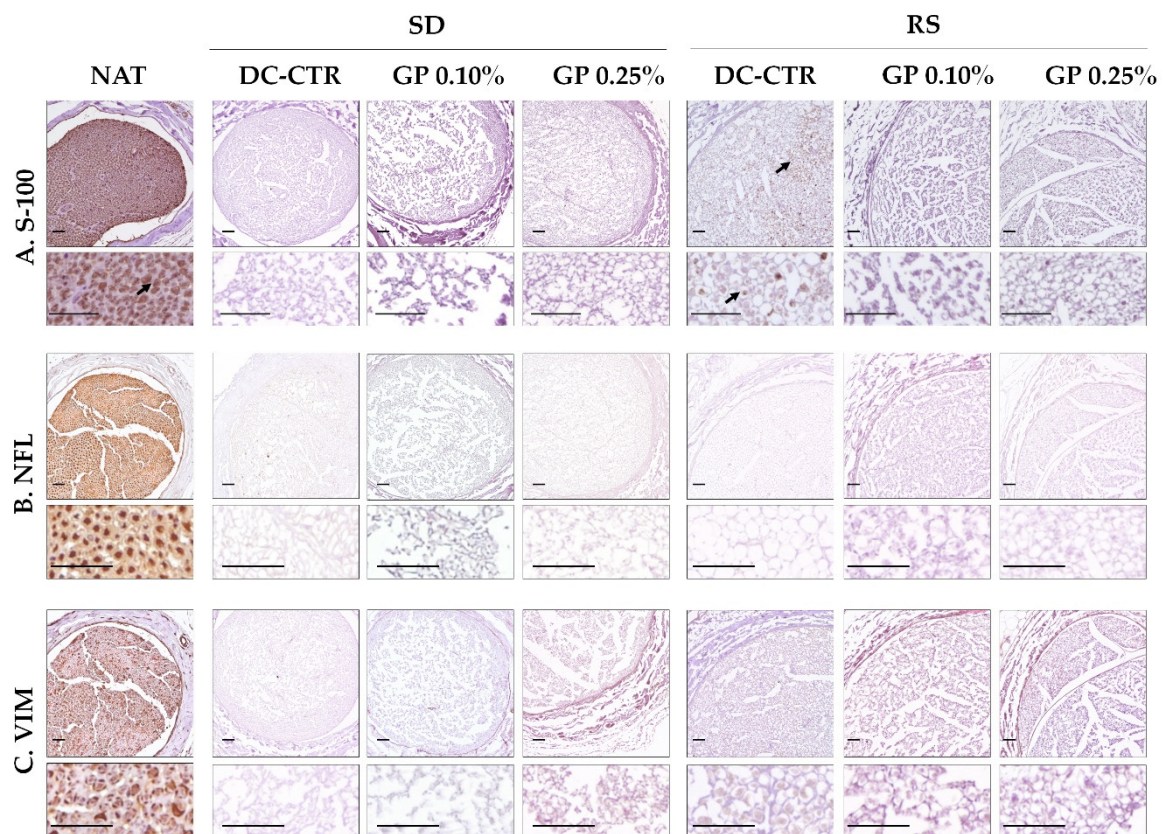 SD RS
NAT DC-CTR GP 0.10% GP 0.25% DC-CTR GP 0.10% GP 0.25%
A. S-100
B. NFL
C. VIM